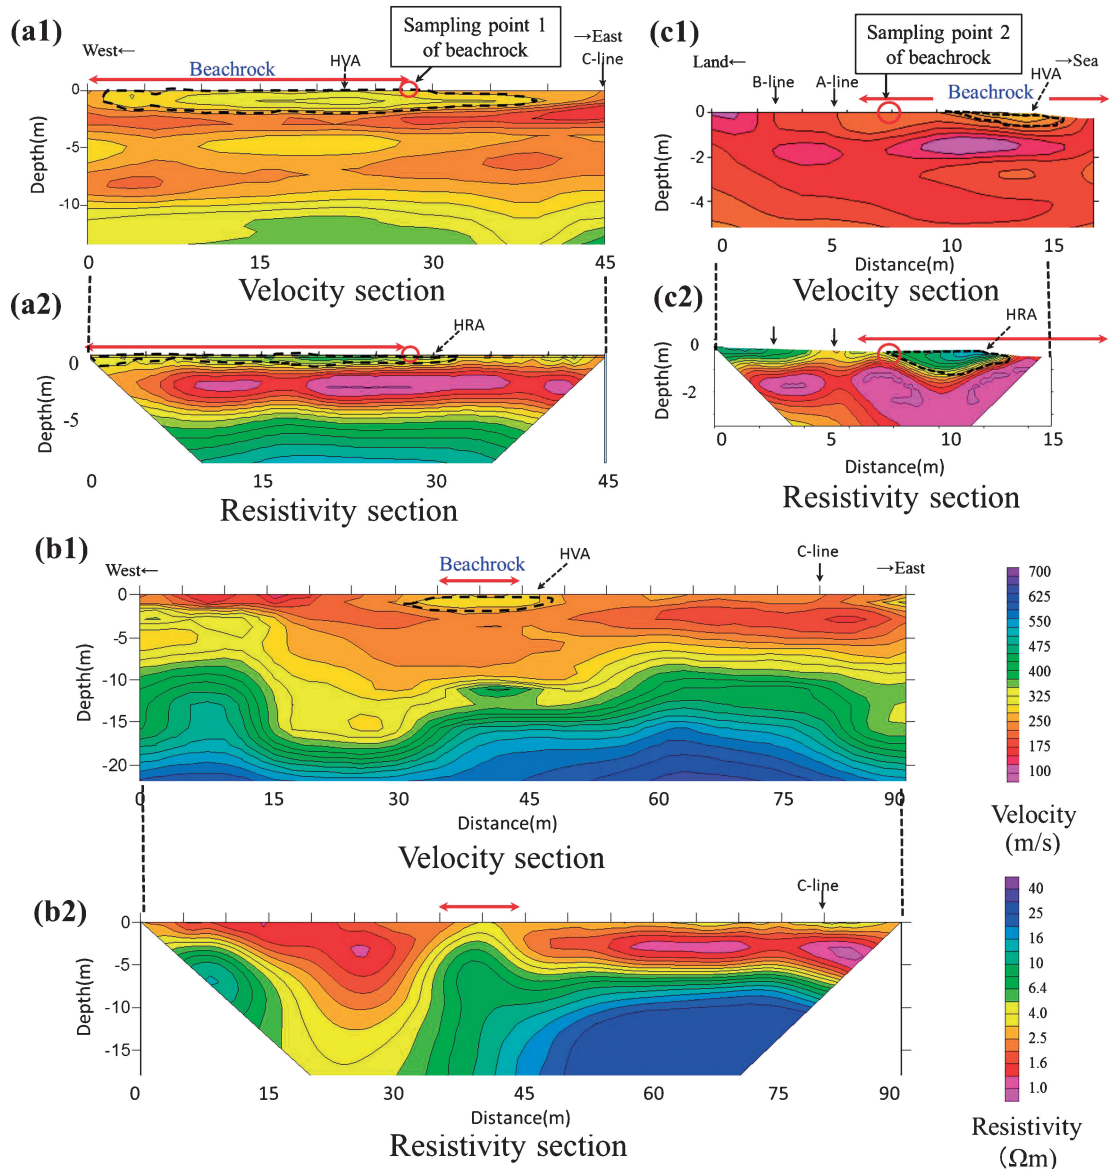 (a1)
West←
Beachrock
HVA
Sampling point 1
of beachrock
→East
C-line
0
-5
-10
Depth(m)
0
15
30
45
Velocity section
(a2)
HRA
0
-5
Depth(m)
0
15
30
45
Resistivity section
(c1)
Land←
B-line
A-line
Sampling point 2
of beachrock
HVA
→Sea
Beachrock
0
-2
-4
Depth(m)
0
5
10
15
Distance(m)
Velocity section
(c2)
HRA
0
-2
Depth(m)
0
5
10
15
Distance(m)
Resistivity section
(b1)
West←
Beachrock
HVA
C-line
→East
0
-5
-10
-15
-20
Depth(m)
0
15
30
45
60
75
90
Distance(m)
Velocity section
700
625
550
475
400
325
250
175
100
Velocity
(m/s)
(b2)
C-line
0
-5
-10
-15
Depth(m)
0
15
30
45
60
75
90
Distance(m)
Resistivity section
40
25
16
10
6.4
4.0
2.5
1.6
1.0
Resistivity
(Ωm)